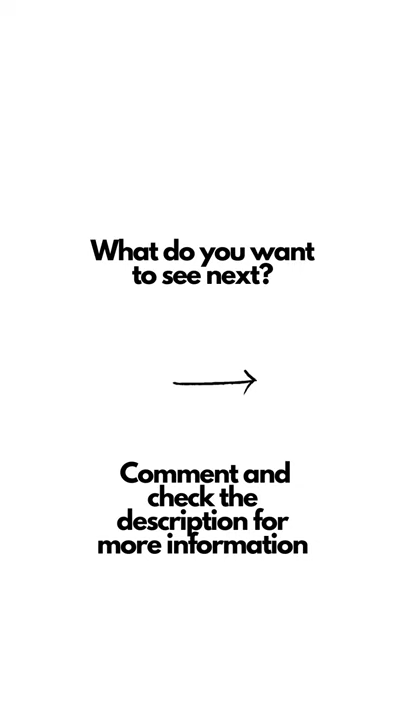 What do you want
to see next?
Comment and
check the
description for
more information